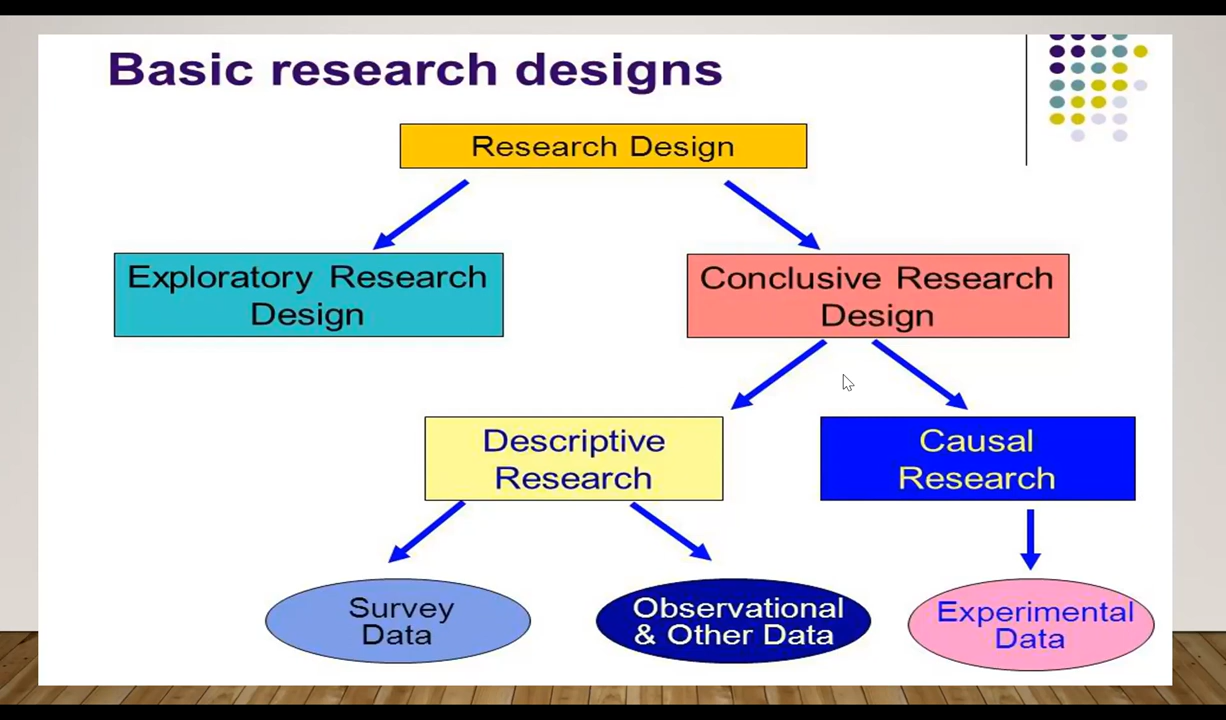 Basic research designs
Research Design
Exploratory Research
Design
Conclusive Research
Design
Descriptive
Research
Causal
Research
Survey
Data
Observational
& Other Data
Experimental
Data